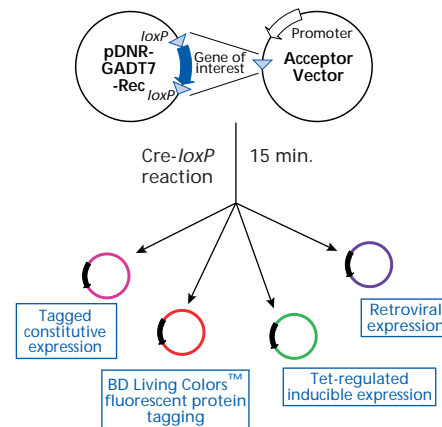 loxP
pDNR-
GADT7
-Rec
loxP
Gene of
interest
Promoter
Acceptor
Vector
Cre-loxP
reaction
15 min.
Tagged
constitutive
expression
BD Living Colors™
fluorescent protein
tagging
Tet-regulated
inducible expression
Retroviral
expression